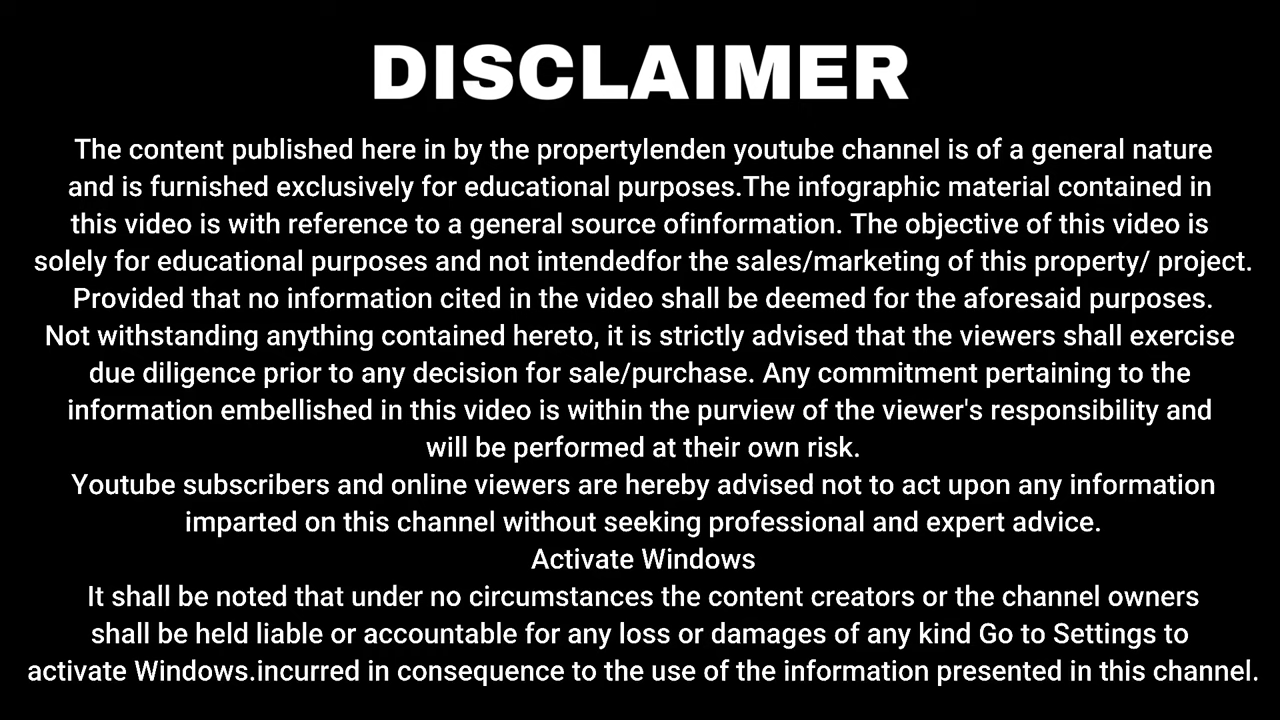 DISCLAIMER
The content published here in by the propertylenden youtube channel is of a general nature
and is furnished exclusively for educational purposes.The infographic material contained in
this video is with reference to a general source ofinformation. The objective of this video is
solely for educational purposes and not intendedfor the sales/marketing of this property/ project.
Provided that no information cited in the video shall be deemed for the aforesaid purposes.
Not withstanding anything contained hereto, it is strictly advised that the viewers shall exercise
due diligence prior to any decision for sale/purchase. Any commitment pertaining to the
information embellished in this video is within the purview of the viewer's responsibility and
will be performed at their own risk.
Youtube subscribers and online viewers are hereby advised not to act upon any information
imparted on this channel without seeking professional and expert advice.
Activate Windows
It shall be noted that under no circumstances the content creators or the channel owners
shall be held liable or accountable for any loss or damages of any kind Go to Settings to
activate Windows.incurred in consequence to the use of the information presented in this channel.